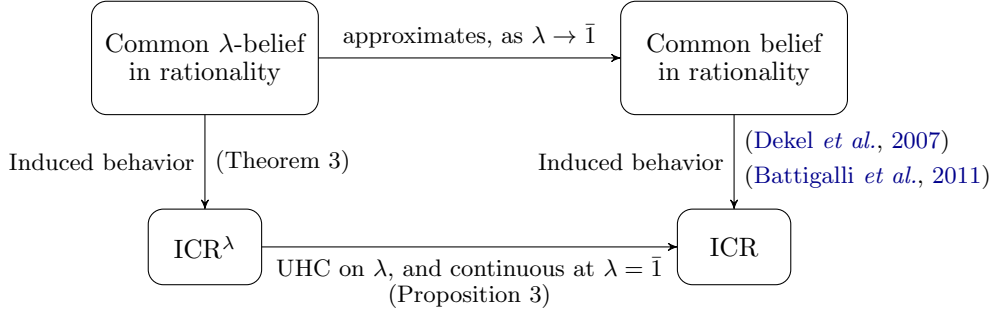 Common λ-belief
in rationality
approximates, as λ → 1̄
Common belief
in rationality
Induced behavior
(Theorem 3)
Induced behavior
(Dekel et al., 2007)
(Battigalli et al., 2011)
ICR^λ
UHC on λ, and continuous at λ = 1̄
(Proposition 3)
ICR